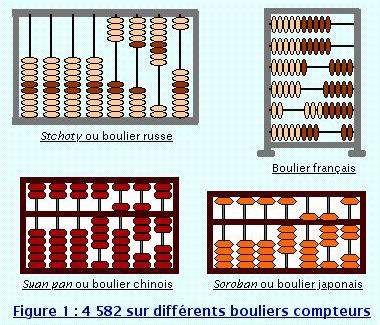 Stchoty ou boulier russe
Boulier français
Suan pan ou boulier chinois
Soroban ou boulier japonais
Figure 1 : 4 582 sur différents bouliers compteurs